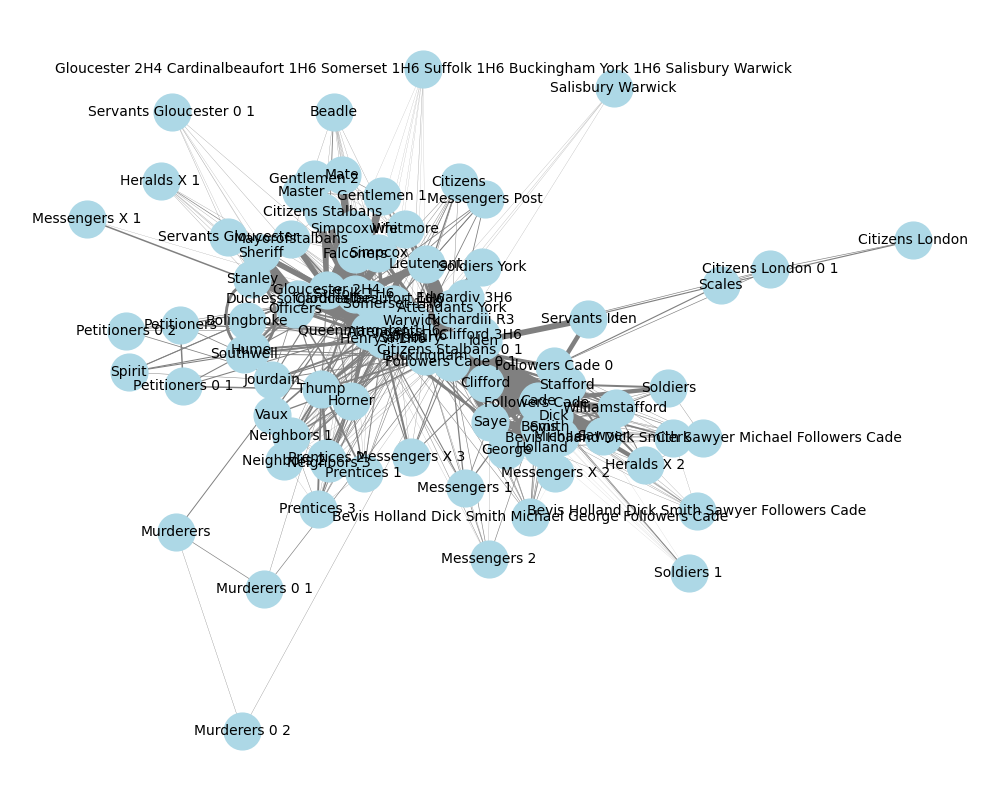 Gloucester 2H4 Cardinalbeaufort 1H6 Somerset 1H6 Suffolk 1H6 Buckingham York 1H6 Salisbury Warwick
Salisbury Warwick
Servants Gloucester 0 1
Beadle
Mate
Gentlemen 2
Heralds X 1
Citizens
Master
Gentlemen 1
Messengers Post
Citizens Stalbans
Messengers X 1
Simpcoxwife
Whitmore
Servants Gloucester
Mayorofstalbans
Citizens London
Sheriff
Falconers
Simpcox
Lieutenant
Soldiers York
Citizens London 0 1
Stanley
Scales
Gloucester 2H4
Suffolk 1H6
Edwardiv 3H6
Attendants York
Officers
Warwick
Richardiii R3
Servants Iden
Bolingbroke
Petitioners
Petitioners 0 2
Clifford 3H6
Iden
Hume
Southwell
Citizens Stalbans 0 1
Buckingham
Followers Cade 0 1
Followers Cade 0
Spirit
Petitioners 0 1
Jourdain
Thump
Clifford
Stafford
Soldiers
Horner
Cade
Followers Cade
Williamstafford
Vaux
Dick
Saye
Bevis
Smith
Neighbors 1
Michael
Sawyer
Bevis Holland Dick Smith Sawyer Michael Followers Cade
Clerk
Holland
George
Messengers X 3
Prentices 2
Neighbors 3
Heralds X 2
Prentices 1
Messengers X 2
Messengers 1
Prentices 3
Bevis Holland Dick Smith Sawyer Followers Cade
Bevis Holland Dick Smith Michael George Followers Cade
Murderers
Messengers 2
Soldiers 1
Murderers 0 1
Murderers 0 2